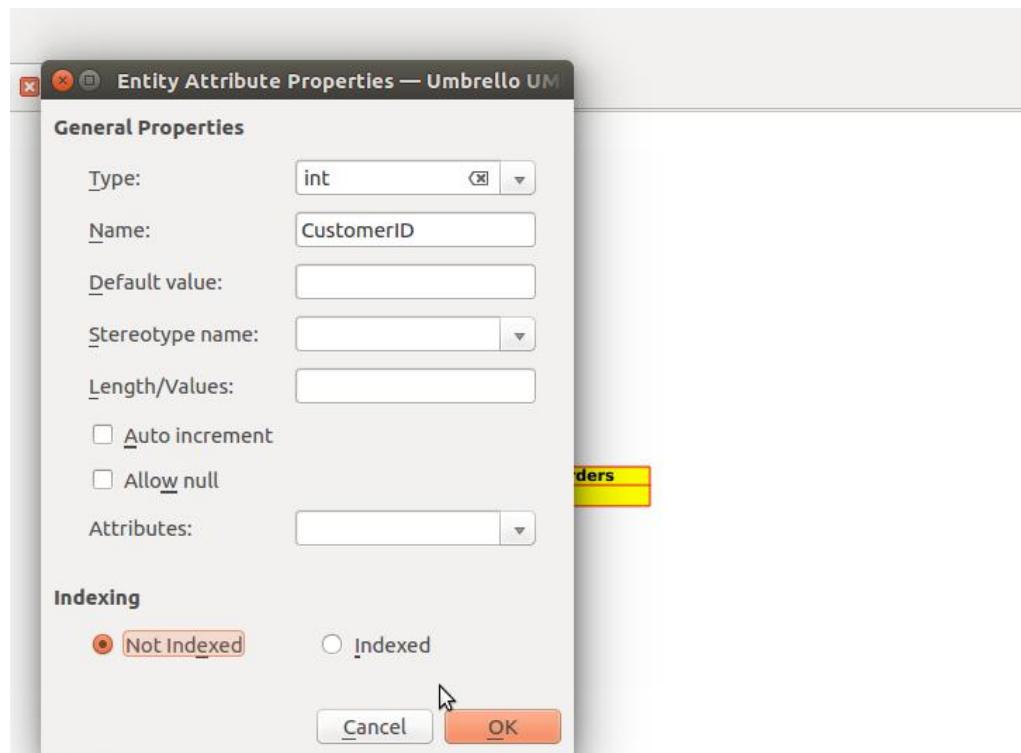 Entity Attribute Properties — Umbrello UM
General Properties
Type: int
Name: CustomerID
Default value:
Stereotype name:
Length/Values:
Auto increment
Allow null
rders
Attributes:
Indexing
Not Indexed Indexed
Cancel OK